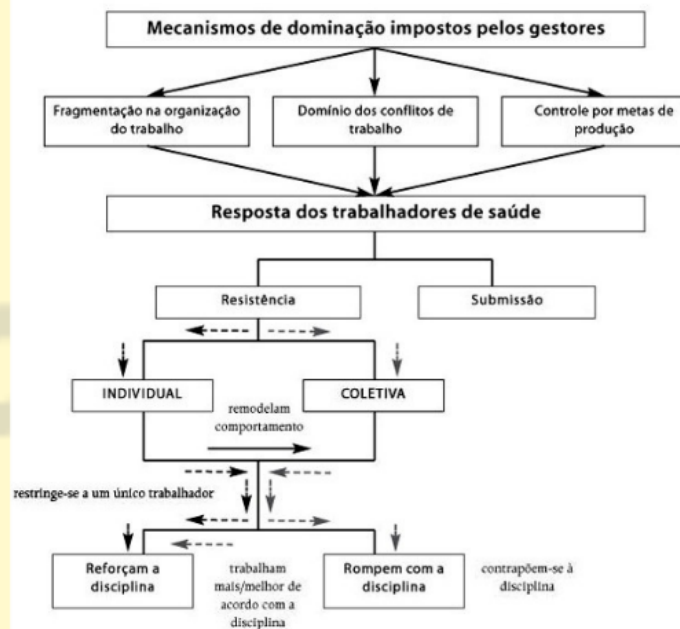 Mecanismos de dominação impostos pelos gestores
Fragmentação na organização
do trabalho
Domínio dos conflitos de
trabalho
Controle por metas de
produção
Resposta dos trabalhadores de saúde
Resistência
Submissão
INDIVIDUAL
COLETIVA
remodelam
comportamento
restringe-se a um único trabalhador
Reforçam a
disciplina
trabalham
mais/melhor de
acordo com a
disciplina
Rompem com a
disciplina
contrapõem-se à
disciplina